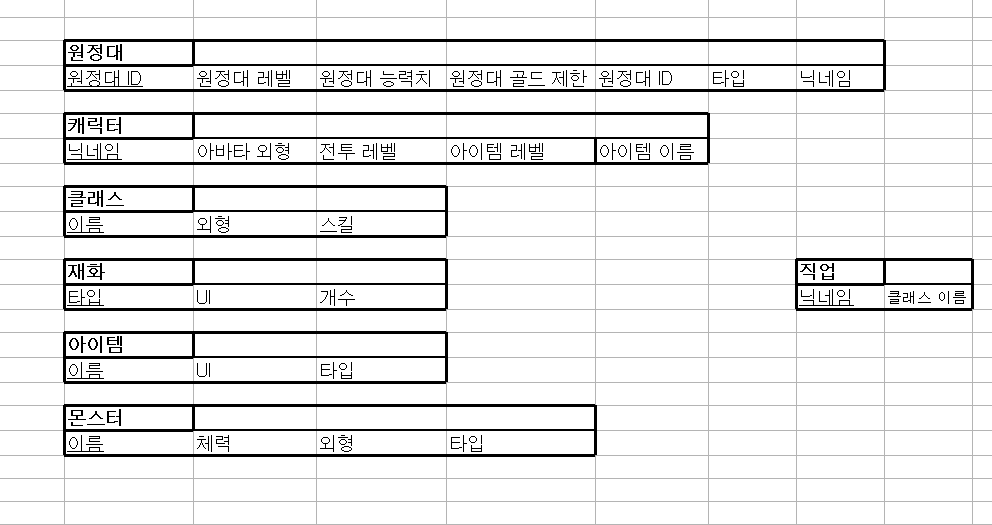 원정대
원정대 ID 원정대 레벨 원정대 능력치 원정대 골드 제한 원정대 ID 타입 닉네임
캐릭터
닉네임 아바타 외형 전투 레벨 아이템 레벨 아이템 이름
클래스
이름 외형 스킬
재화
타입 UI 개수
직업
닉네임 클래스 이름
아이템
이름 UI 타입
몬스터
이름 체력 외형 타입